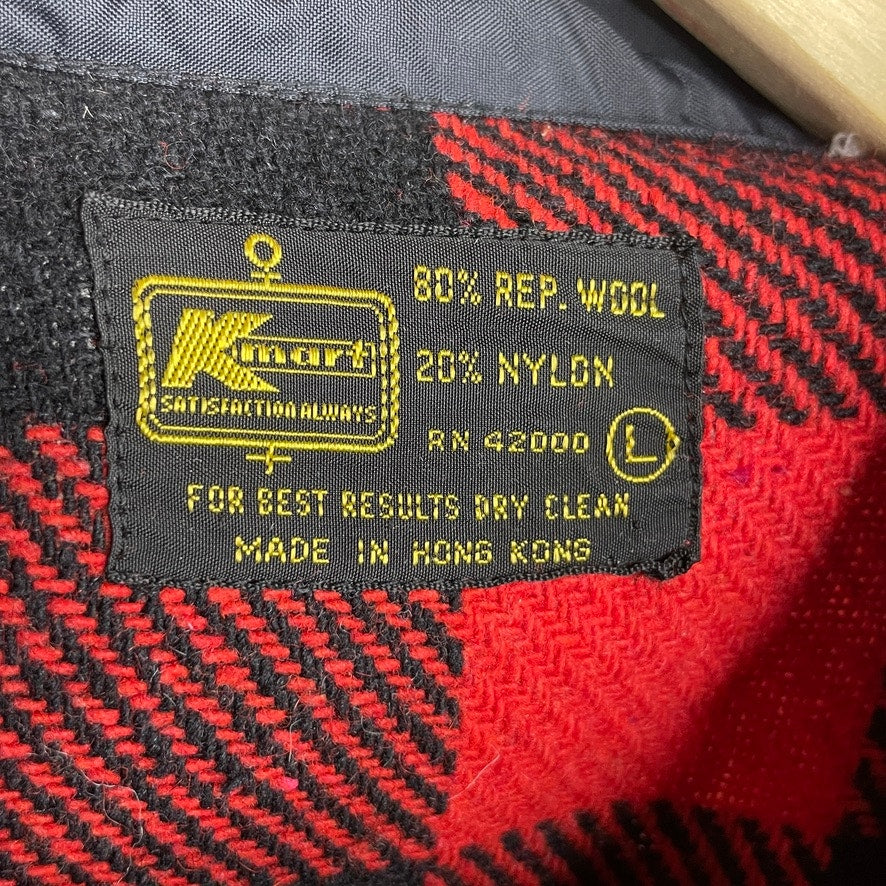 Kmart
SATISFACTION ALWAYS
80% REP. WOOL
20% NYLON
RN 42000 L
FOR BEST RESULTS DRY CLEAN
MADE IN HONG KONG